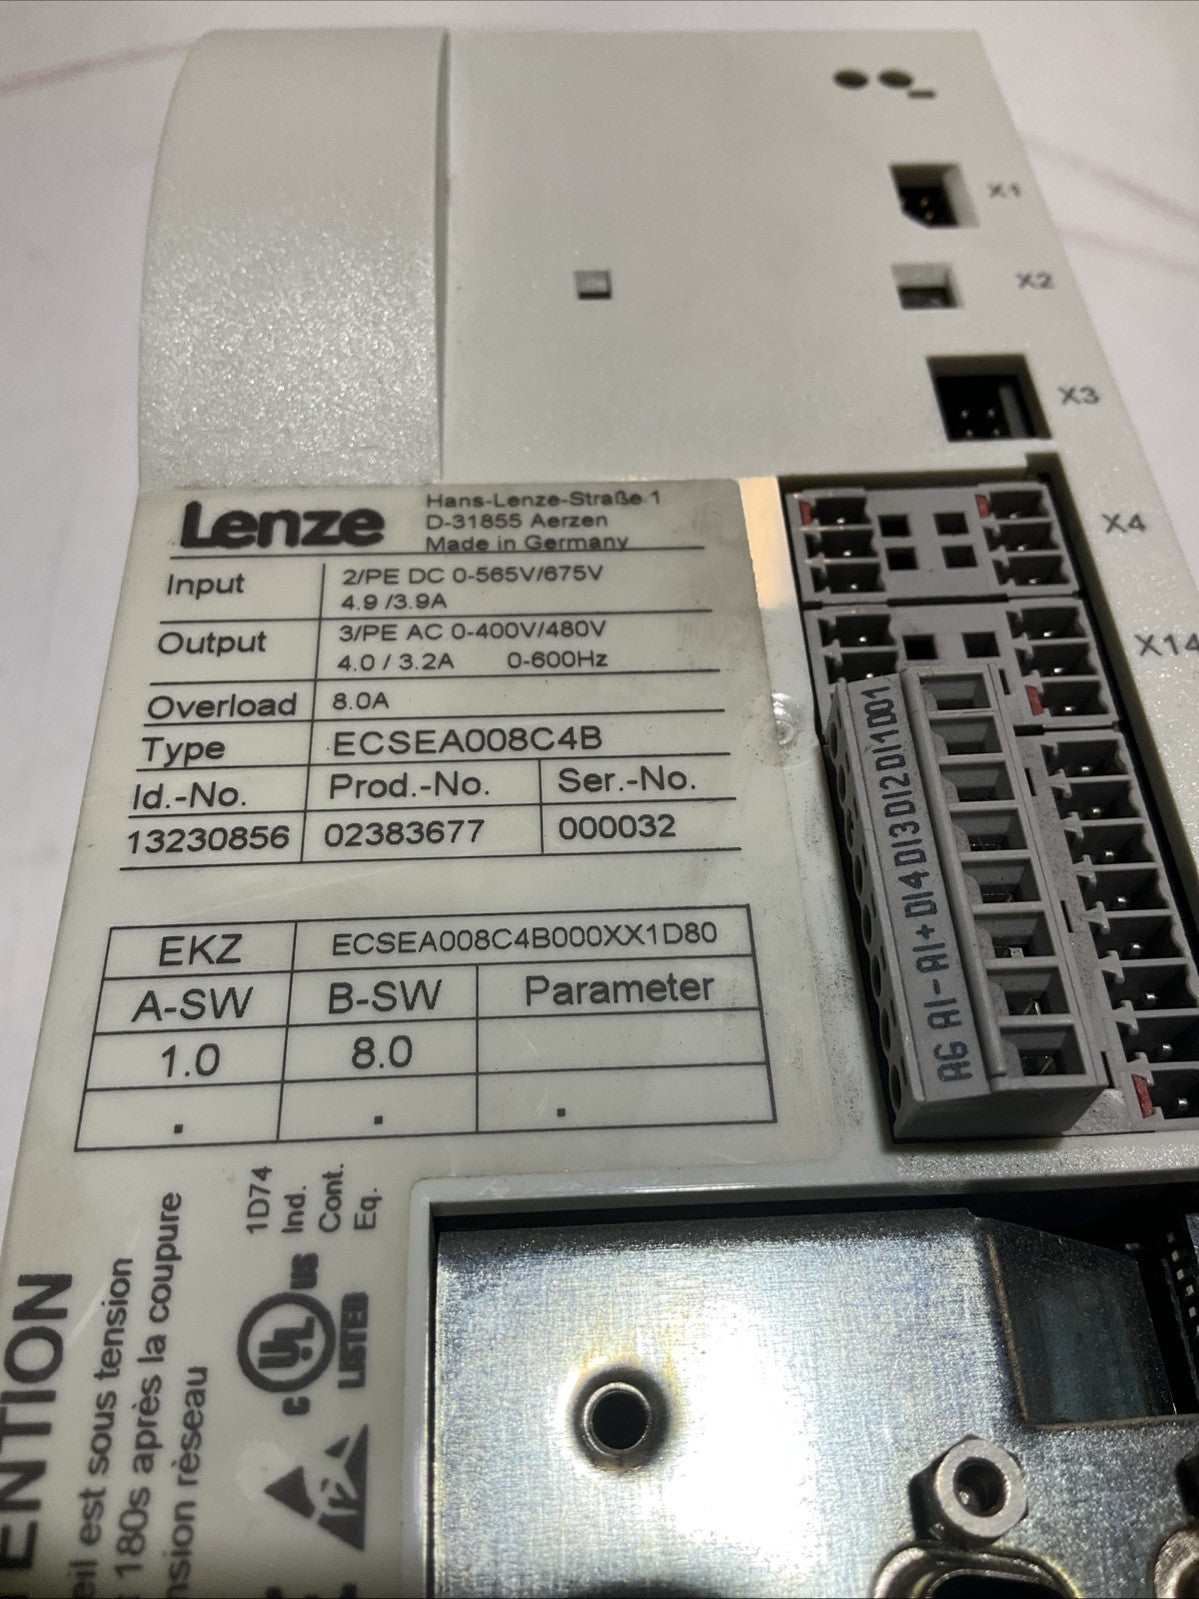 X1
X2
X3
X4
X14
Lenze
Hans-Lenze-Straße 1
D-31855 Aerzen
Made in Germany
Input
2/PE DC 0-565V/675V
4.9 /3.9A
Output
3/PE AC 0-400V/480V
4.0 / 3.2A 0-600Hz
Overload 8.0A
Type ECSEA008C4B
Id.-No. Prod.-No. Ser.-No.
13230856 02383677 000032
EKZ ECSEA008C4B000XX1D80
A-SW B-SW Parameter
1.0 8.0
. . .
AG AI- AI+ DI4 DI3 DI2 DI1 DO1
1D74
Ind.
Cont.
Eq.
c UL US
LISTED
sous tension
180s après la coupure
réseau